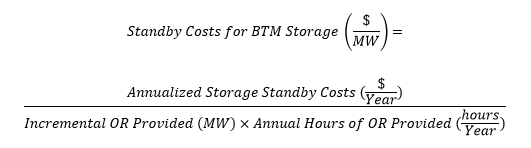 Standby Costs for BTM Storage ($/MW) =
Annualized Storage Standby Costs ($/Year)
Incremental OR Provided (MW) × Annual Hours of OR Provided (hours/Year)